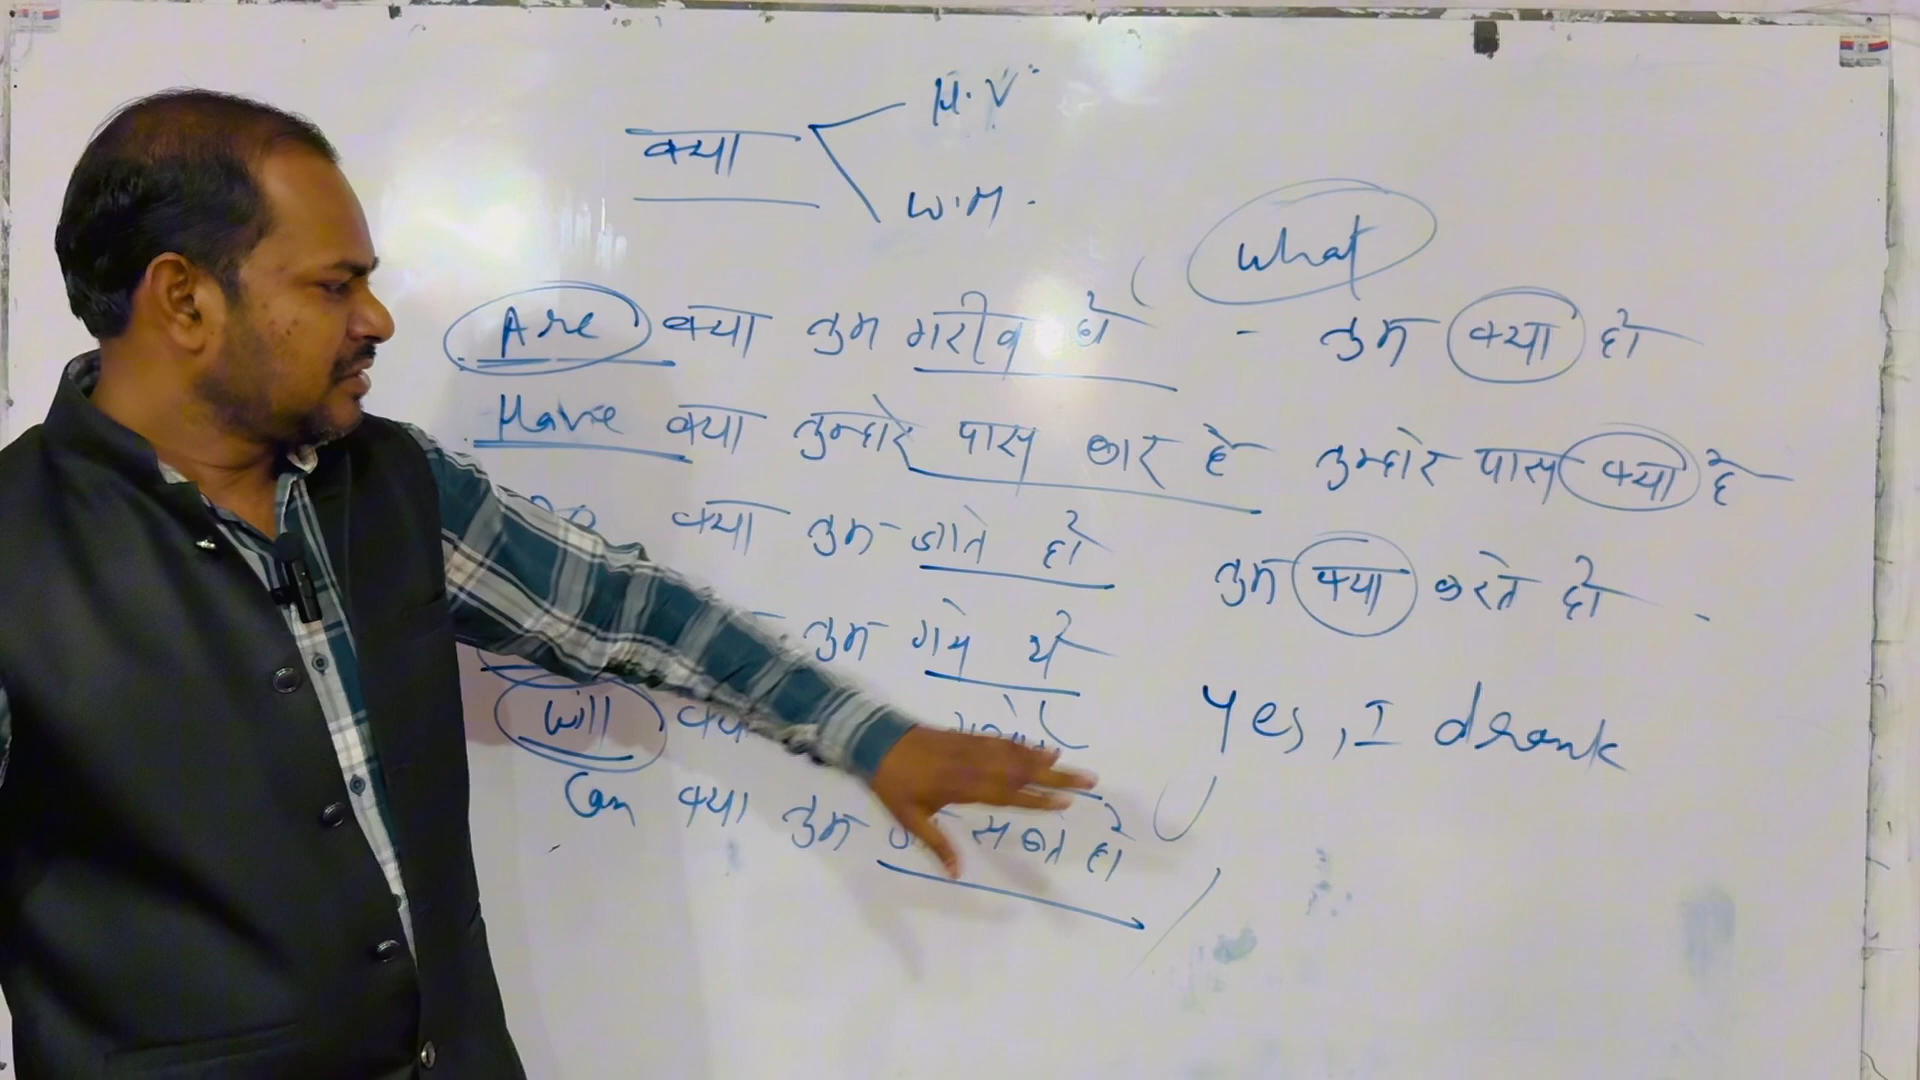 क्या
H.V
W.M.
What
Are क्या तुम गरीब हो - तुम क्या हो
Have क्या तुम्हारे पास कार है तुम्हारे पास क्या है
क्या तुम जाते हो तुम क्या करते हो
तुम गये थे
Will
Yes, I drank
Can क्या तुम सकते हो